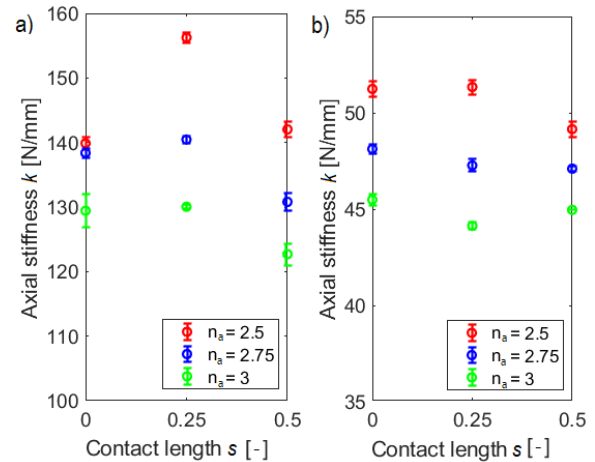 a)
Axial stiffness k [N/mm]
160
150
140
130
120
110
100
0 0.25 0.5
Contact length s [-]
nₐ = 2.5
nₐ = 2.75
nₐ = 3
b)
Axial stiffness k [N/mm]
55
50
45
40
35
0 0.25 0.5
Contact length s [-]
nₐ = 2.5
nₐ = 2.75
nₐ = 3